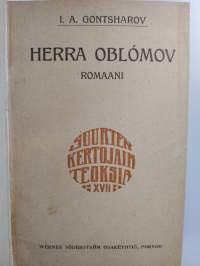 I. A. GONTSHAROV
HERRA OBLÓMOV
ROMAANI
SUURTEN
KERTOJAIN
TEOKSIA
XVII
WERNER SÖDERSTRÖM OSAKEYHTIÖ, PORVOO